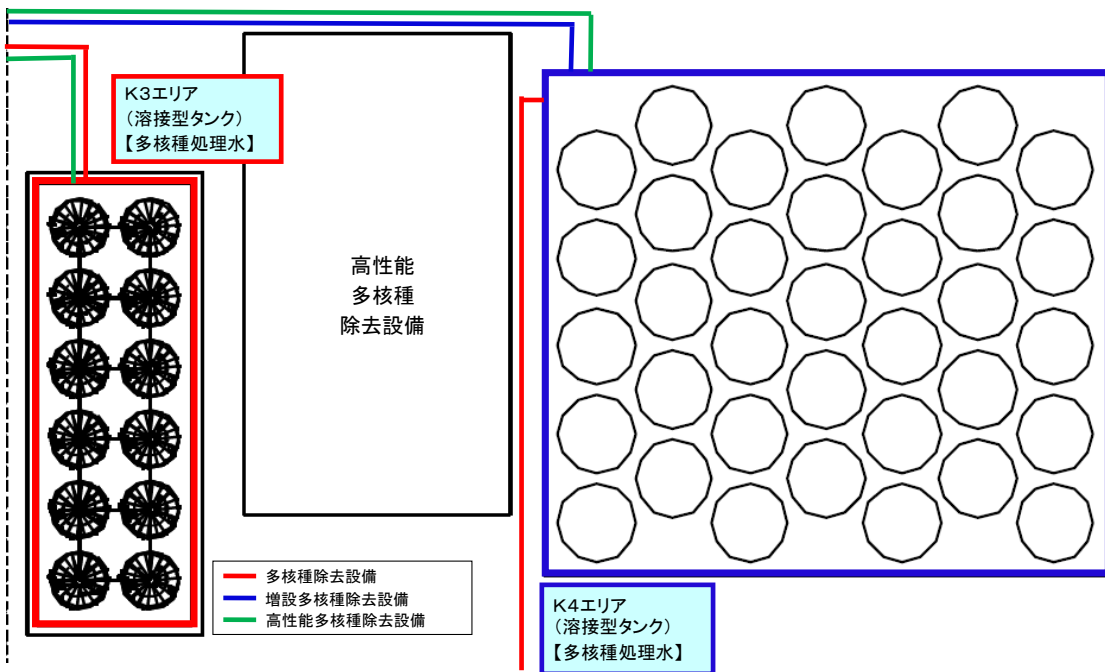 K3エリア
(溶接型タンク)
【多核種処理水】
高性能
多核種
除去設備
多核種除去設備
増設多核種除去設備
高性能多核種除去設備
K4エリア
(溶接型タンク)
【多核種処理水】